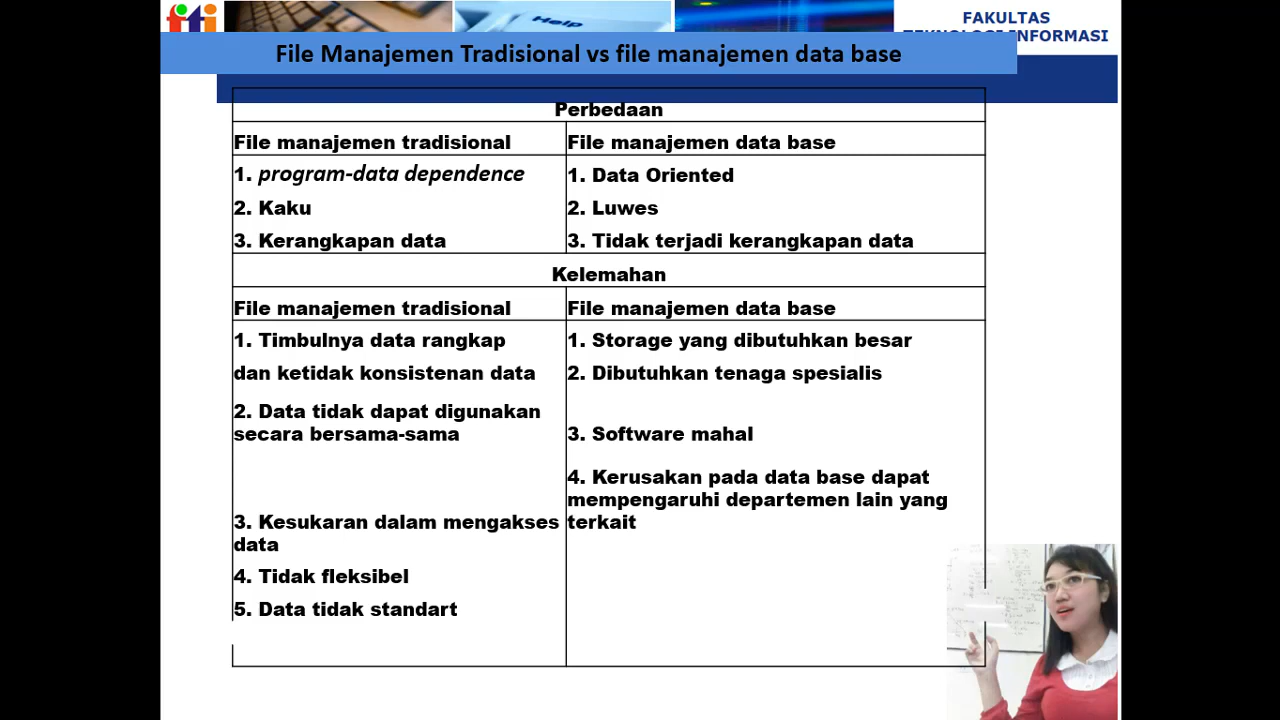 fti
Help
FAKULTAS
TEKNOLOGI INFORMASI
File Manajemen Tradisional vs file manajemen data base
Perbedaan
File manajemen tradisional
File manajemen data base
1. program-data dependence
1. Data Oriented
2. Kaku
2. Luwes
3. Kerangkapan data
3. Tidak terjadi kerangkapan data
Kelemahan
File manajemen tradisional
File manajemen data base
1. Timbulnya data rangkap
dan ketidak konsistenan data
2. Data tidak dapat digunakan
secara bersama-sama
3. Kesukaran dalam mengakses
data
4. Tidak fleksibel
5. Data tidak standart
1. Storage yang dibutuhkan besar
2. Dibutuhkan tenaga spesialis
3. Software mahal
4. Kerusakan pada data base dapat
mempengaruhi departemen lain yang
terkait